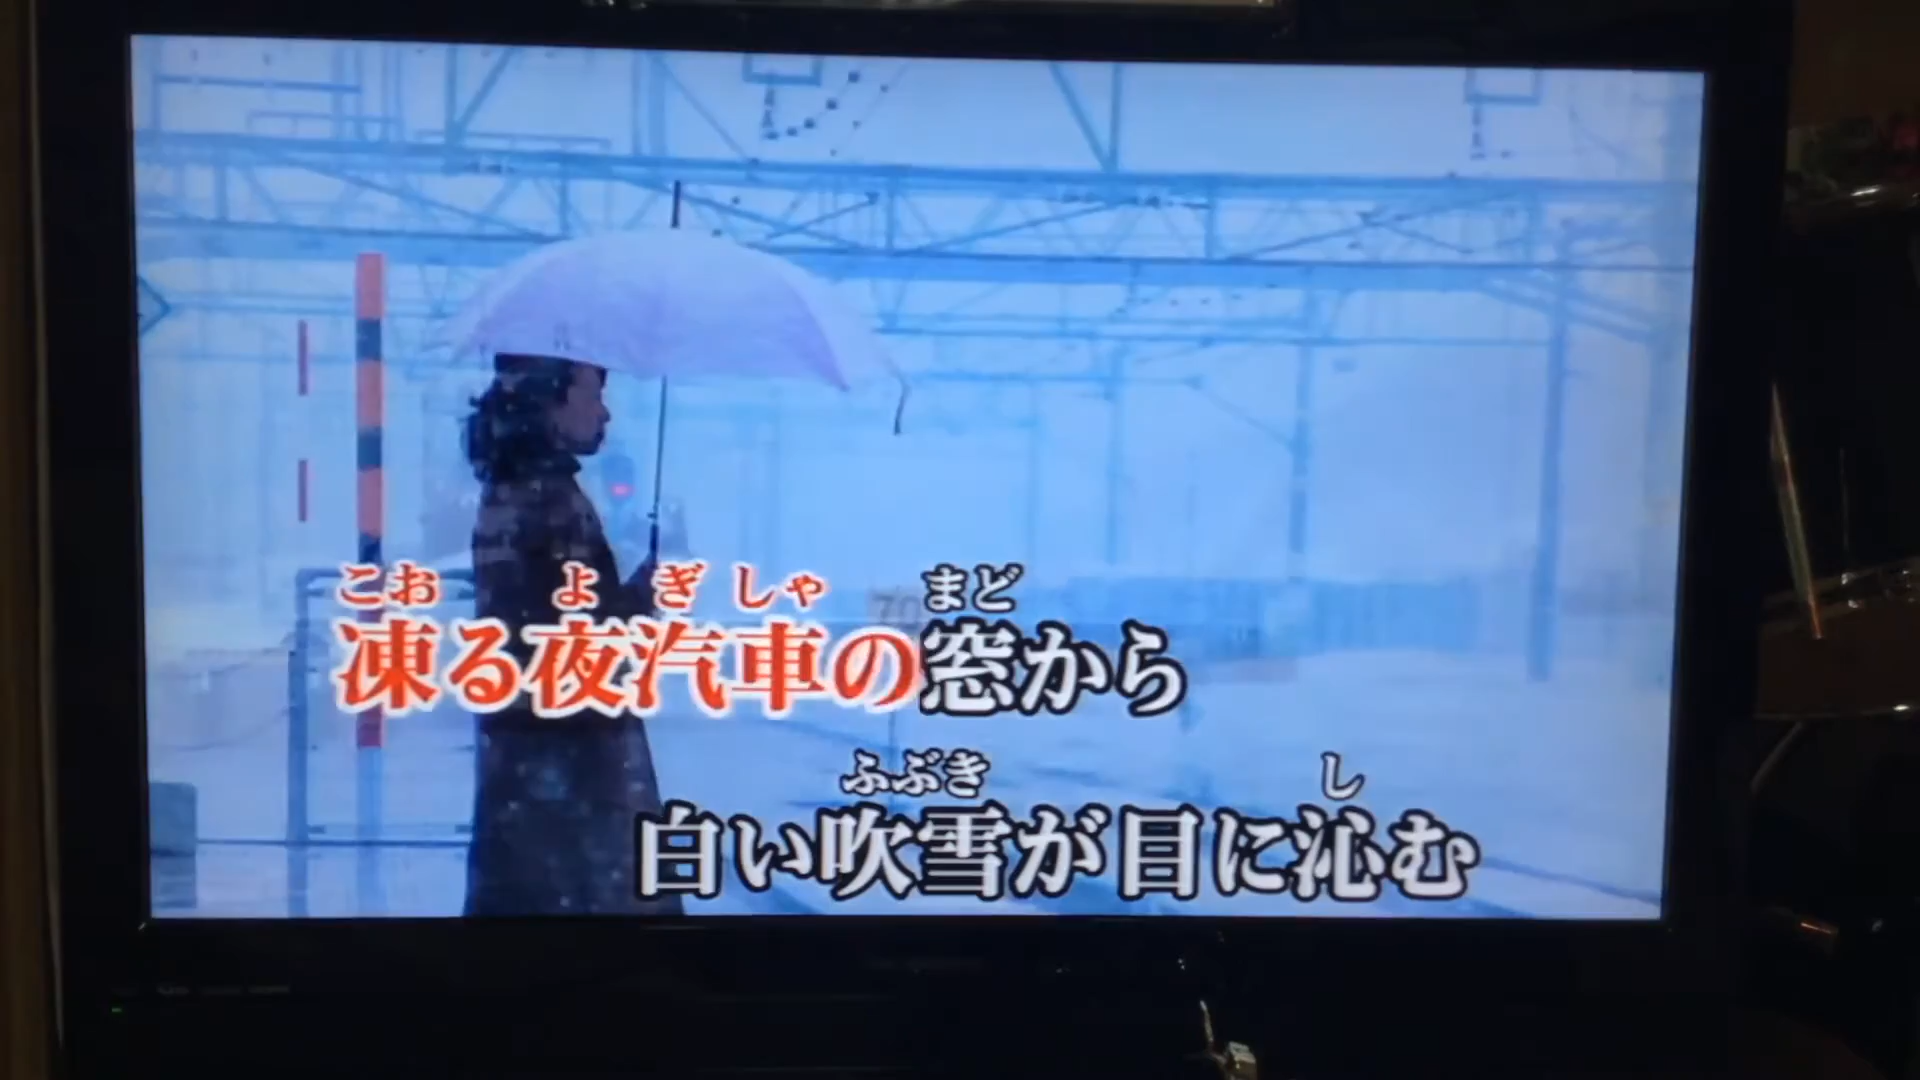 こお よ ぎ しゃ まど
凍る夜汽車の窓から
ふぶき し
白い吹雪が目に沁む